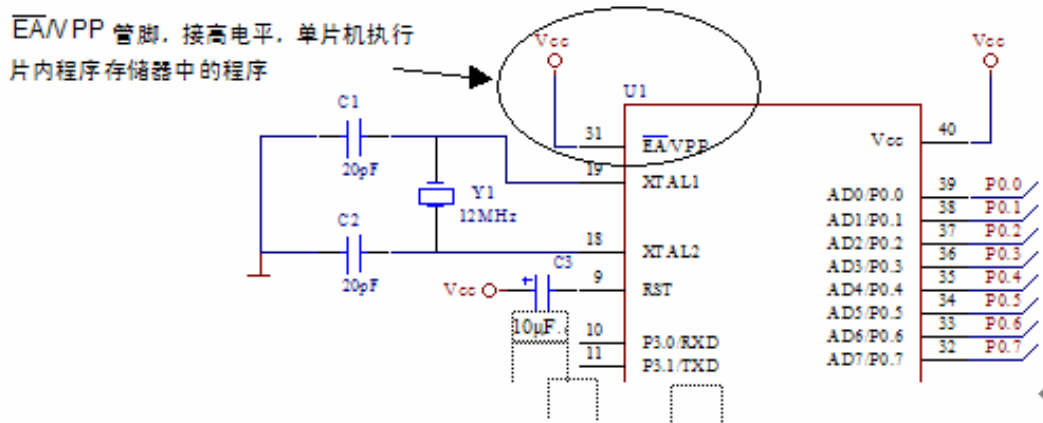 EA/VPP 管脚，接高电平，单片机执行
片内程序存储器中的程序
Vcc
Vcc
U1
C1
20pF
31
EA/VPP
19
XTAL1
Y1
12MHz
C2
20pF
18
XTAL2
C3
Vcc
9
RST
10μF
10
P3.0/RXD
11
P3.1/TXD
Vcc
40
AD0/P0.0
39
P0.0
AD1/P0.1
38
P0.1
AD2/P0.2
37
P0.2
AD3/P0.3
36
P0.3
AD4/P0.4
35
P0.4
AD5/P0.5
34
P0.5
AD6/P0.6
33
P0.6
AD7/P0.7
32
P0.7